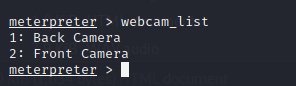 meterpreter > webcam_list
1: Back Camera
2: Front Camera
meterpreter >